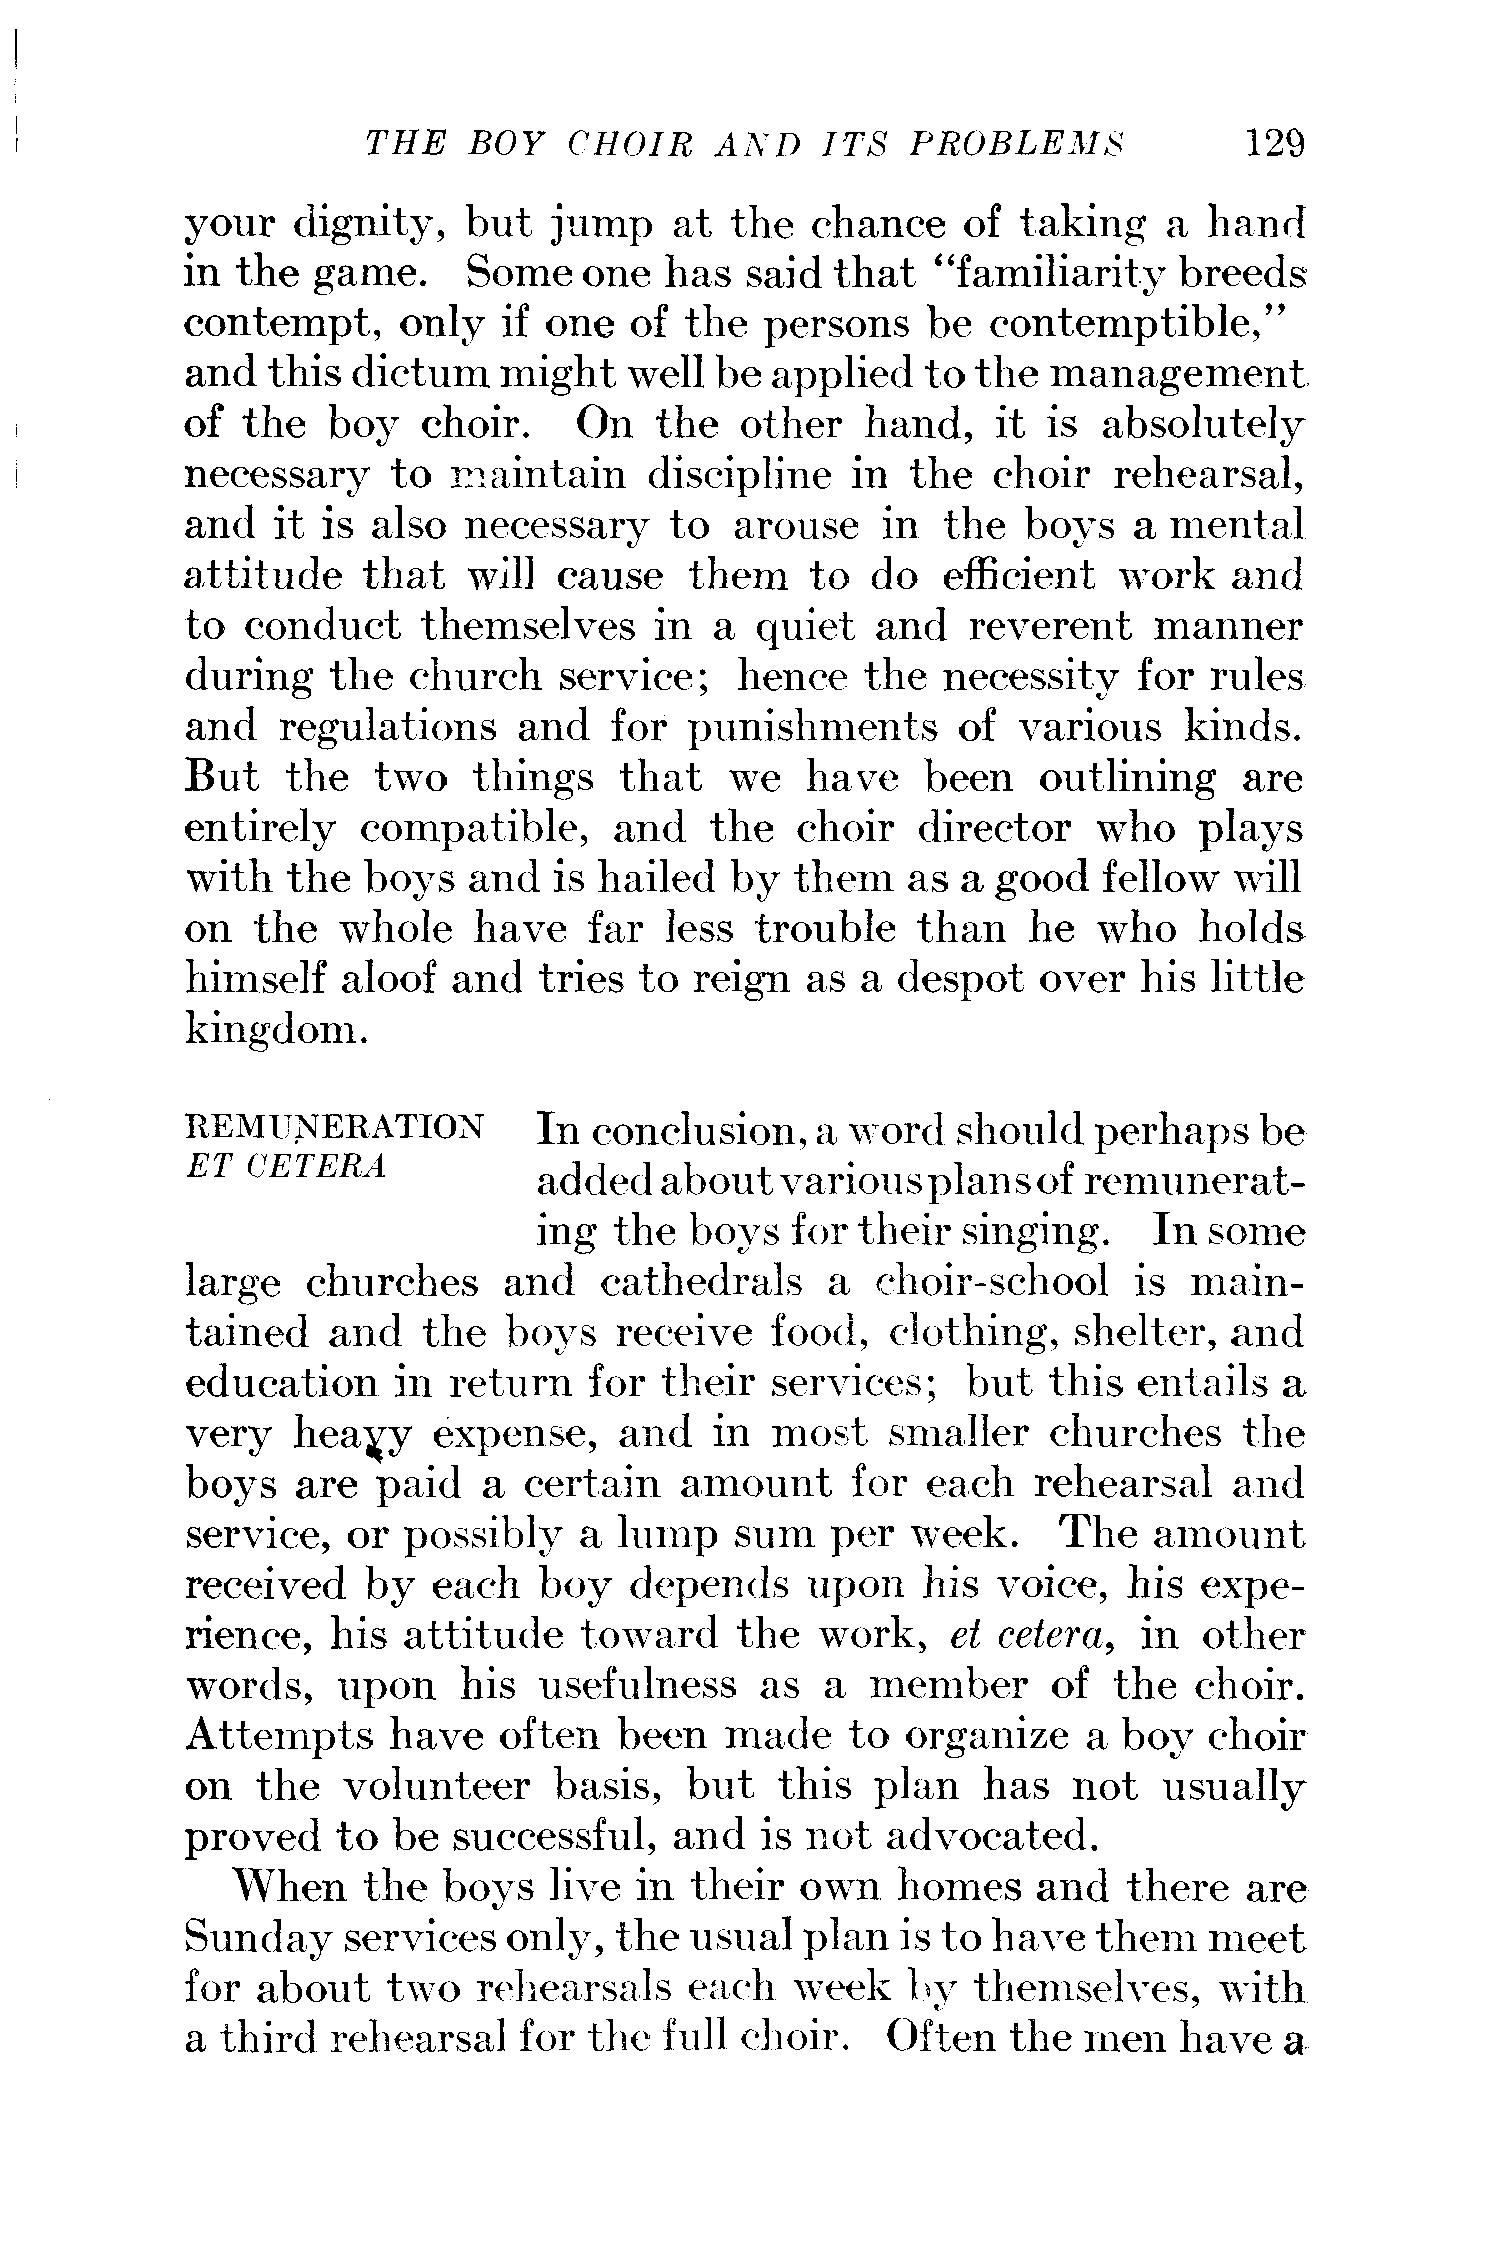 THE BOY CHOIR AND ITS PROBLEMS 129
your dignity, but jump at the chance of taking a hand
in the game. Some one has said that “familiarity breeds
contempt, only if one of the persons be contemptible,”
and this dictum might well be applied to the management
of the boy choir. On the other hand, it is absolutely
necessary to maintain discipline in the choir rehearsal,
and it is also necessary to arouse in the boys a mental
attitude that will cause them to do efficient work and
to conduct themselves in a quiet and reverent manner
during the church service; hence the necessity for rules
and regulations and for punishments of various kinds.
But the two things that we have been outlining are
entirely compatible, and the choir director who plays
with the boys and is hailed by them as a good fellow will
on the whole have far less trouble than he who holds
himself aloof and tries to reign as a despot over his little
kingdom.
REMUNERATION
ET CETERA
In conclusion, a word should perhaps be
added about various plans of remunerat-
ing the boys for their singing. In some
large churches and cathedrals a choir-school is main-
tained and the boys receive food, clothing, shelter, and
education in return for their services; but this entails a
very heavy expense, and in most smaller churches the
boys are paid a certain amount for each rehearsal and
service, or possibly a lump sum per week. The amount
received by each boy depends upon his voice, his expe-
rience, his attitude toward the work, et cetera, in other
words, upon his usefulness as a member of the choir.
Attempts have often been made to organize a boy choir
on the volunteer basis, but this plan has not usually
proved to be successful, and is not advocated.
When the boys live in their own homes and there are
Sunday services only, the usual plan is to have them meet
for about two rehearsals each week by themselves, with
a third rehearsal for the full choir. Often the men have a